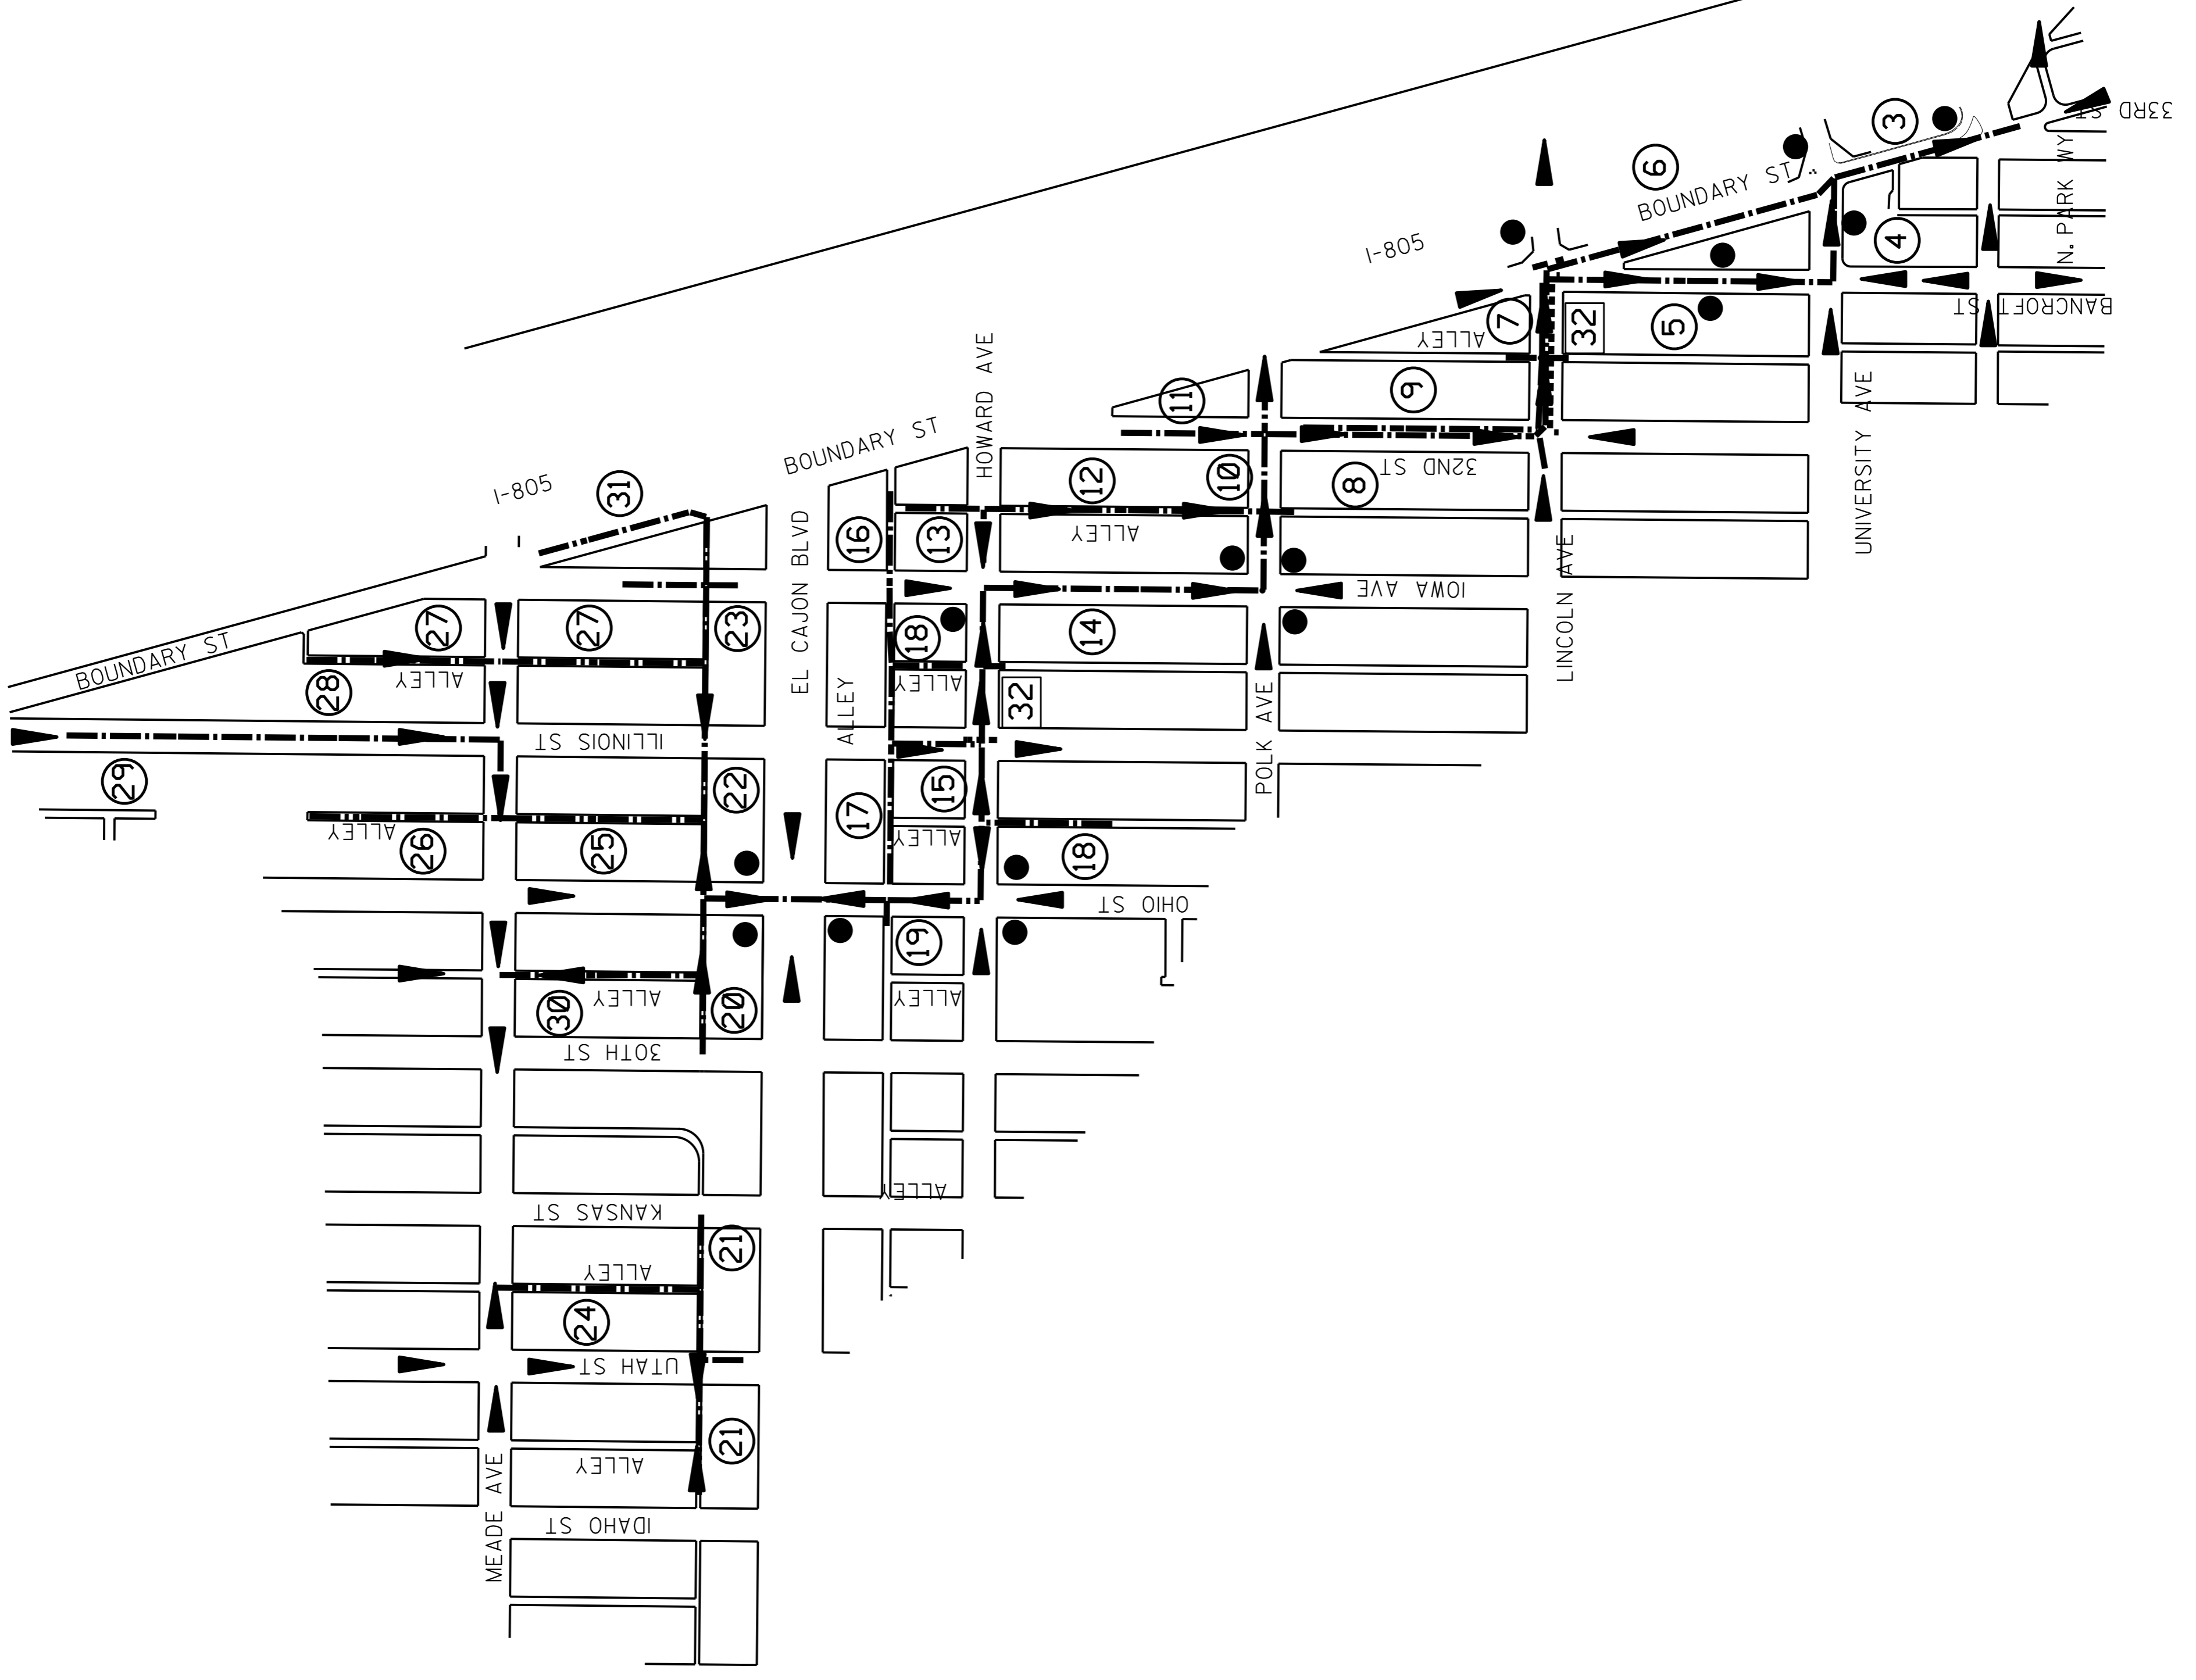 33RD ST
3
N. PARK WY
BOUNDARY ST
6
4
I-805
BANCROFT ST
7
32
5
ALLEY
HOWARD AVE
9
11
UNIVERSITY AVE
BOUNDARY ST
32ND ST
I-805
31
12
10
8
ALLEY
EL CAJON BLVD
16
13
LINCOLN AVE
IOWA AVE
27
27
23
18
14
BOUNDARY ST
28
ALLEY
ALLEY
ALLEY
32
POLK AVE
ILLINOIS ST
29
22
17
15
ALLEY
26
25
ALLEY
18
OHIO ST
19
30
ALLEY
20
ALLEY
30TH ST
ALLEY
KANSAS ST
21
ALLEY
24
UTAH ST
21
ALLEY
MEADE AVE
IDAHO ST